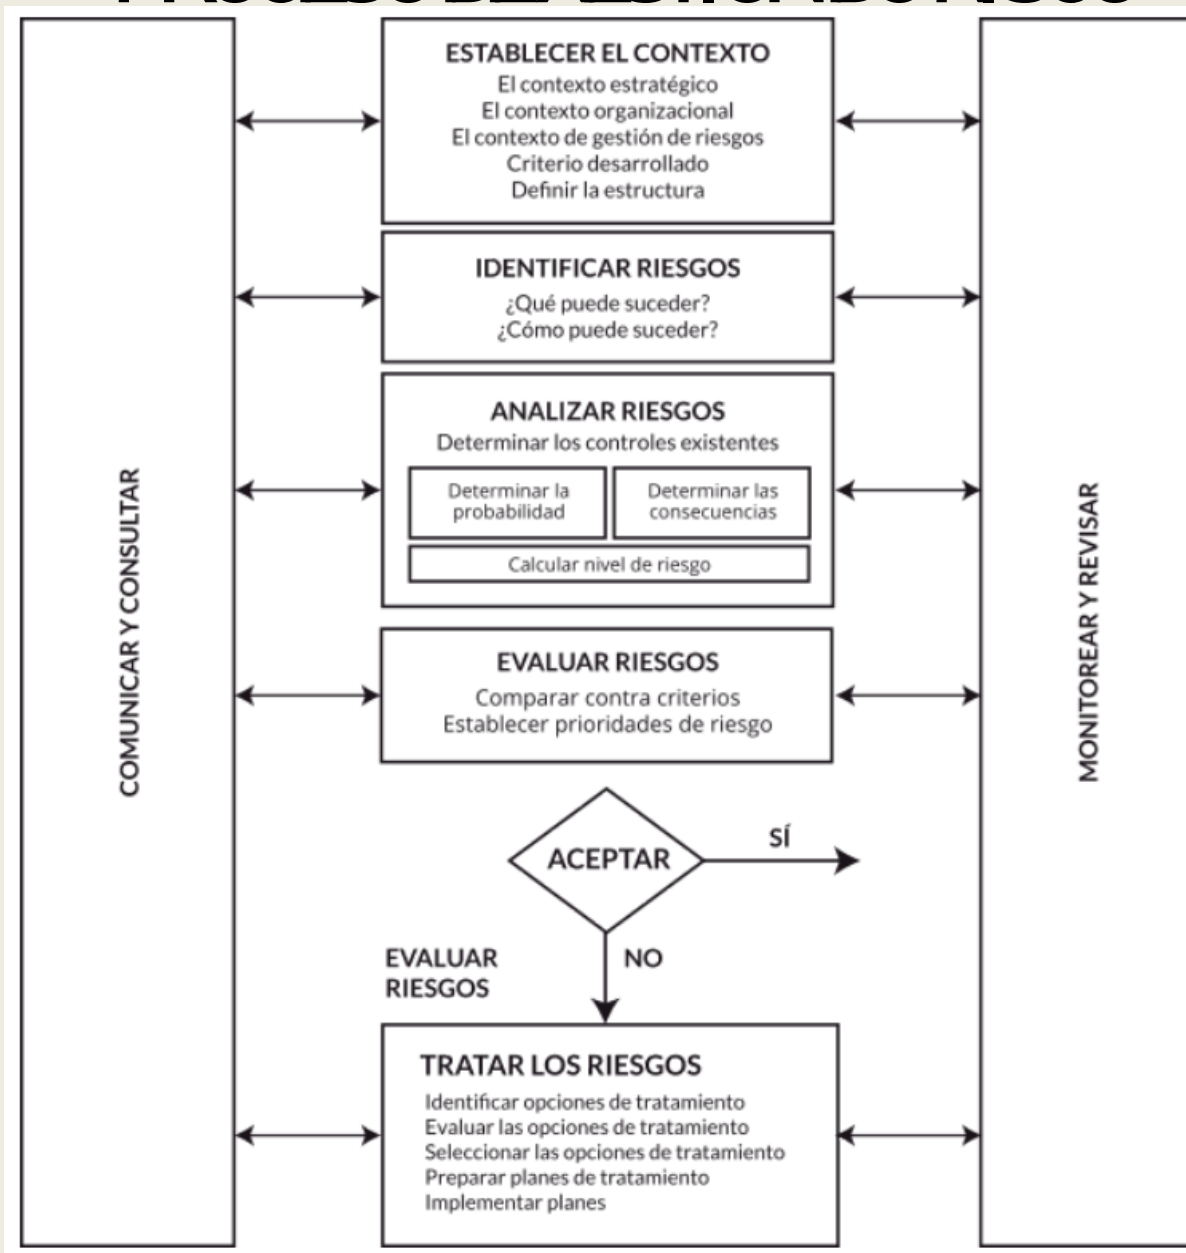 ESTABLECER EL CONTEXTO
El contexto estratégico
El contexto organizacional
El contexto de gestión de riesgos
Criterio desarrollado
Definir la estructura
IDENTIFICAR RIESGOS
¿Qué puede suceder?
¿Cómo puede suceder?
ANALIZAR RIESGOS
Determinar los controles existentes
Determinar la
probabilidad
Determinar las
consecuencias
Calcular nivel de riesgo
COMUNICAR Y CONSULTAR
MONITOREAR Y REVISAR
EVALUAR RIESGOS
Comparar contra criterios
Establecer prioridades de riesgo
ACEPTAR
SÍ
NO
EVALUAR
RIESGOS
TRATAR LOS RIESGOS
Identificar opciones de tratamiento
Evaluar las opciones de tratamiento
Seleccionar las opciones de tratamiento
Preparar planes de tratamiento
Implementar planes